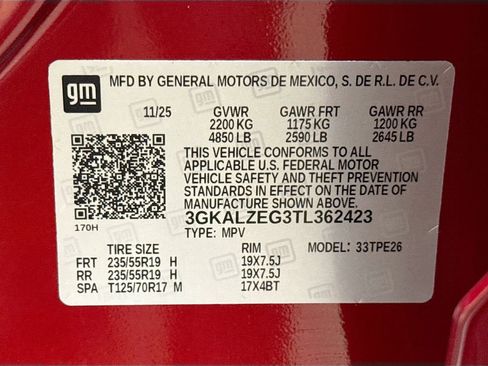 gm MFD BY GENERAL MOTORS DE MEXICO, S. DE R.L. DE C.V.
11/25 GVWR GAWR FRT GAWR RR
2200 KG 1175 KG 1200 KG
4850 LB 2590 LB 2645 LB
THIS VEHICLE CONFORMS TO ALL
APPLICABLE U.S. FEDERAL MOTOR
VEHICLE SAFETY AND THEFT PREVENTION
STANDARDS IN EFFECT ON THE DATE OF
MANUFACTURE SHOWN ABOVE.
3GKALZEG3TL362423
170H TYPE: MPV
TIRE SIZE RIM MODEL: 33TPE26
FRT 235/55R19 H 19X7.5J
RR 235/55R19 H 19X7.5J
SPA T125/70R17 M 17X4BT